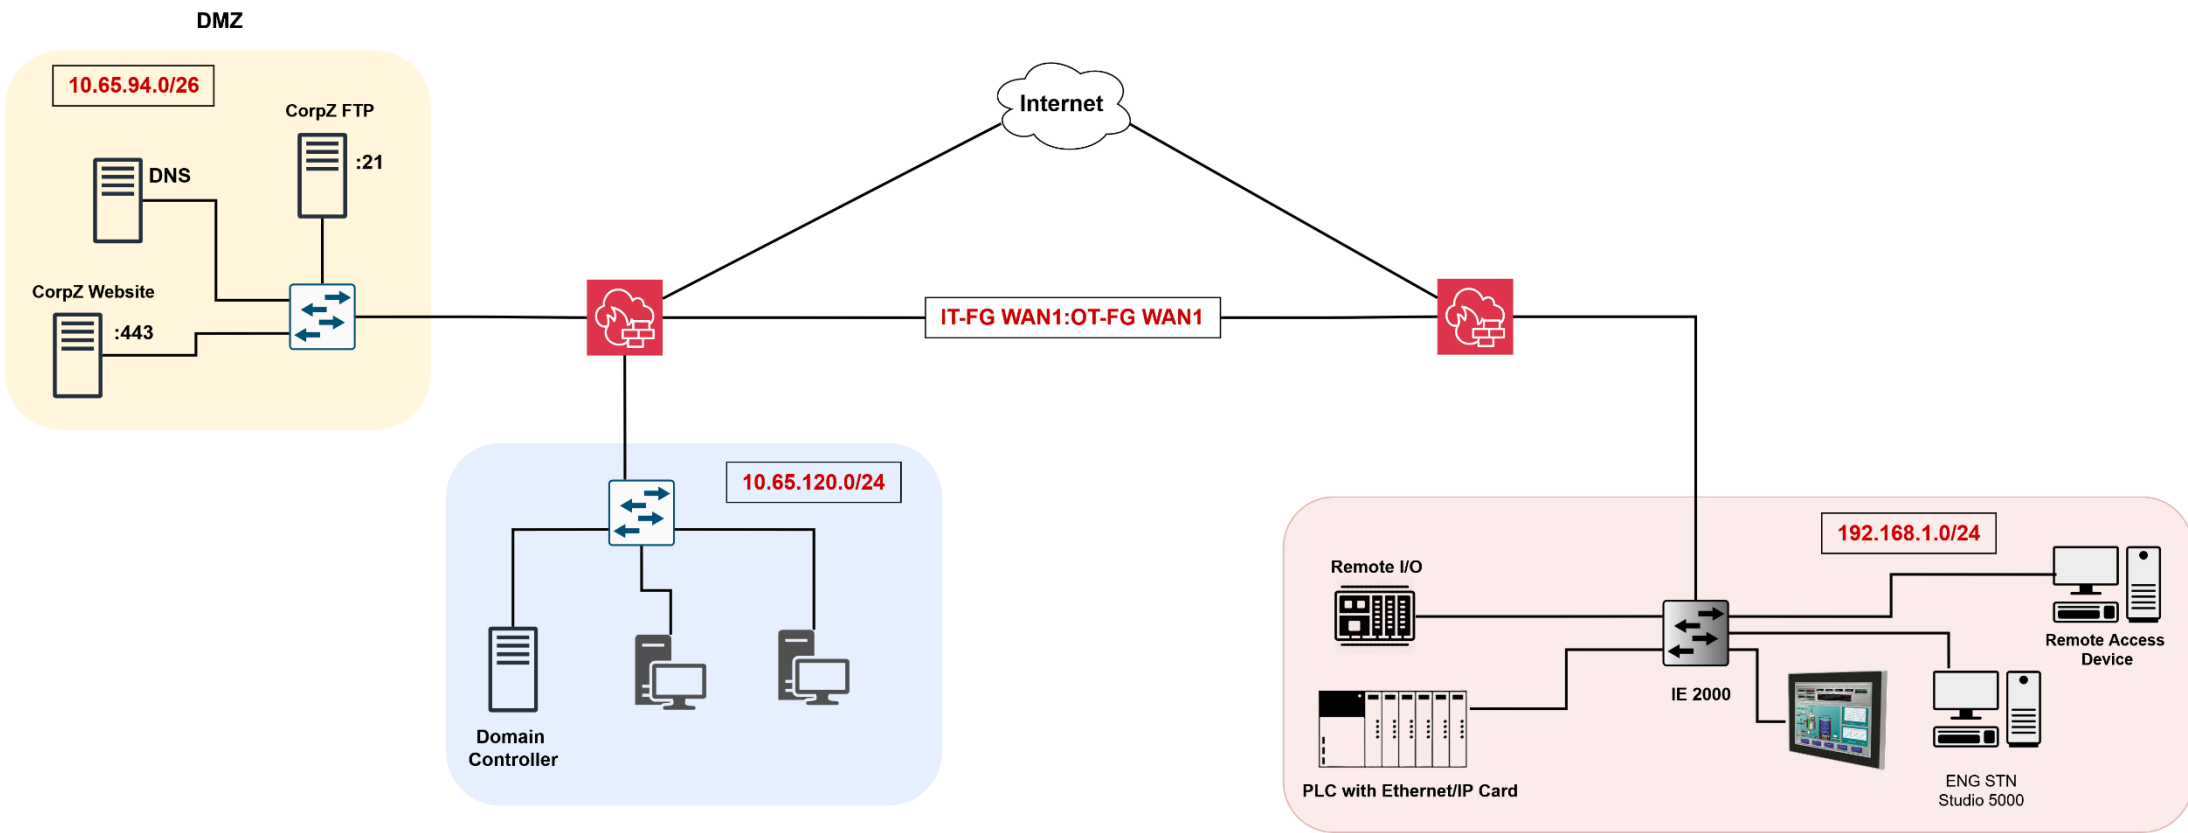 DMZ
10.65.94.0/26
CorpZ FTP
:21
DNS
CorpZ Website
:443
Internet
IT-FG WAN1:OT-FG WAN1
10.65.120.0/24
Domain
Controller
192.168.1.0/24
Remote I/O
Remote Access
Device
IE 2000
PLC with Ethernet/IP Card
ENG STN
Studio 5000